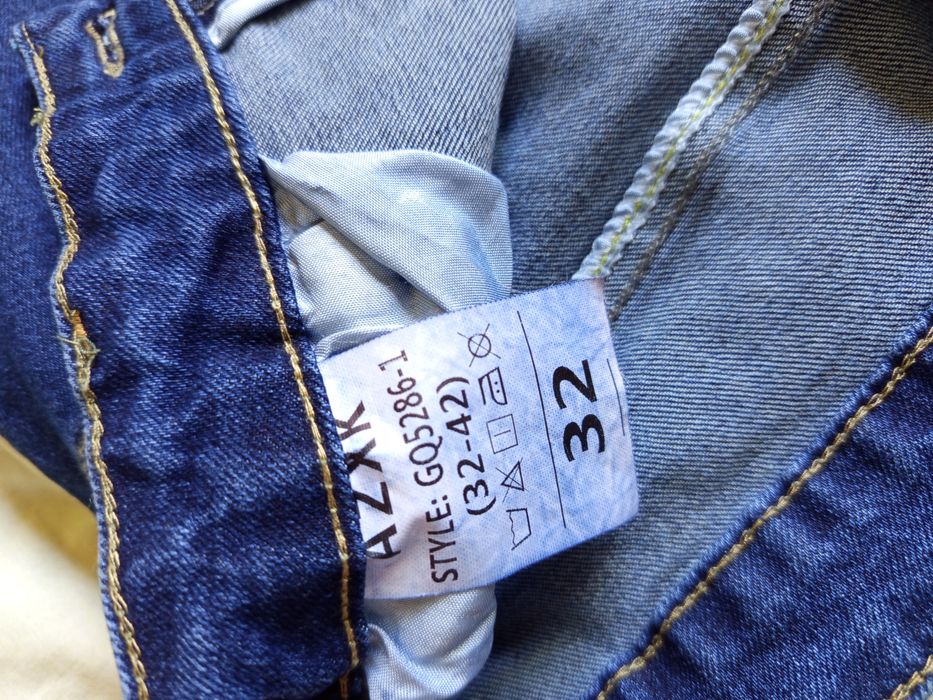 AZXK
STYLE: GQ5286-1
(32-42)
32